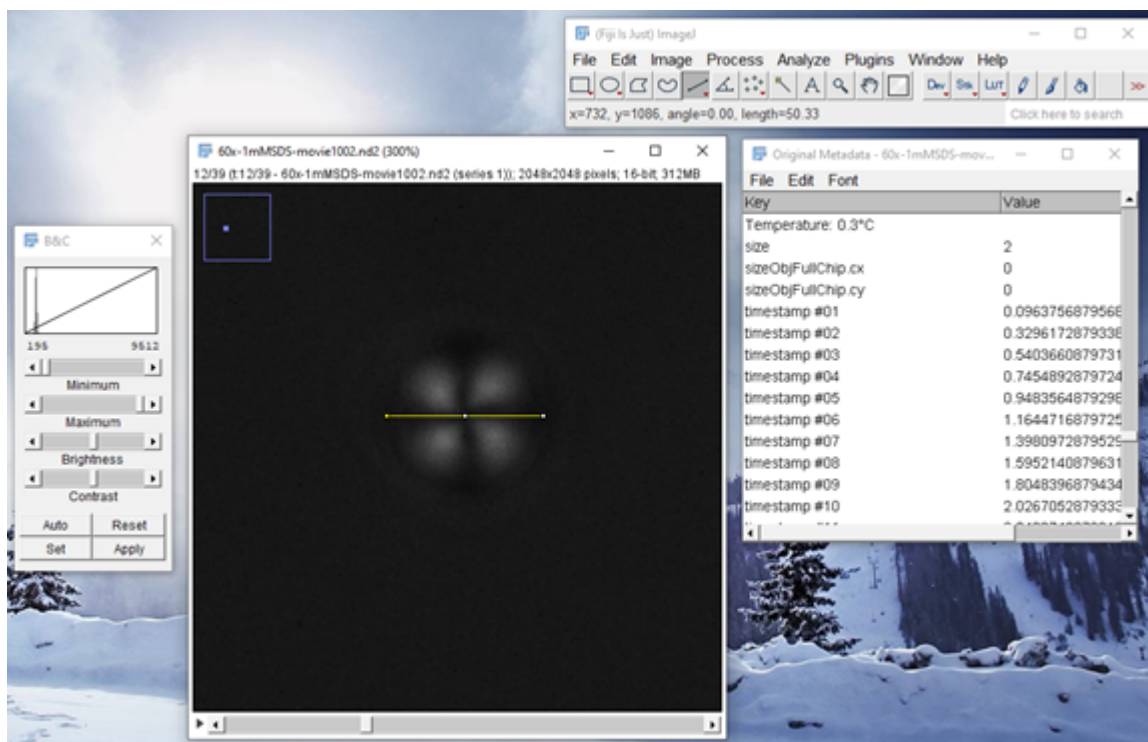 (Fiji Is Just) ImageJ
File Edit Image Process Analyze Plugins Window Help
Dev Stk LUT >>
x=732, y=1086, angle=0.00, length=50.33
Click here to search
60x-1mMSDS-movie1002.nd2 (300%)
12/39 (t:12/39 - 60x-1mMSDS-movie1002.nd2 (series 1)); 2048x2048 pixels; 16-bit; 312MB
B&C
195 9512
Minimum
Maximum
Brightness
Contrast
Auto Reset
Set Apply
Original Metadata - 60x-1mMSDS-mov...
File Edit Font
Key Value
Temperature: 0.3°C
size 2
sizeObjFullChip.cx 0
sizeObjFullChip.cy 0
timestamp #01 0.0963756879568
timestamp #02 0.3296172879338
timestamp #03 0.5403660879731
timestamp #04 0.7454892879724
timestamp #05 0.9483564879298
timestamp #06 1.1644716879725
timestamp #07 1.3980972879529
timestamp #08 1.5952140879631
timestamp #09 1.8048396879434
timestamp #10 2.0267052879333